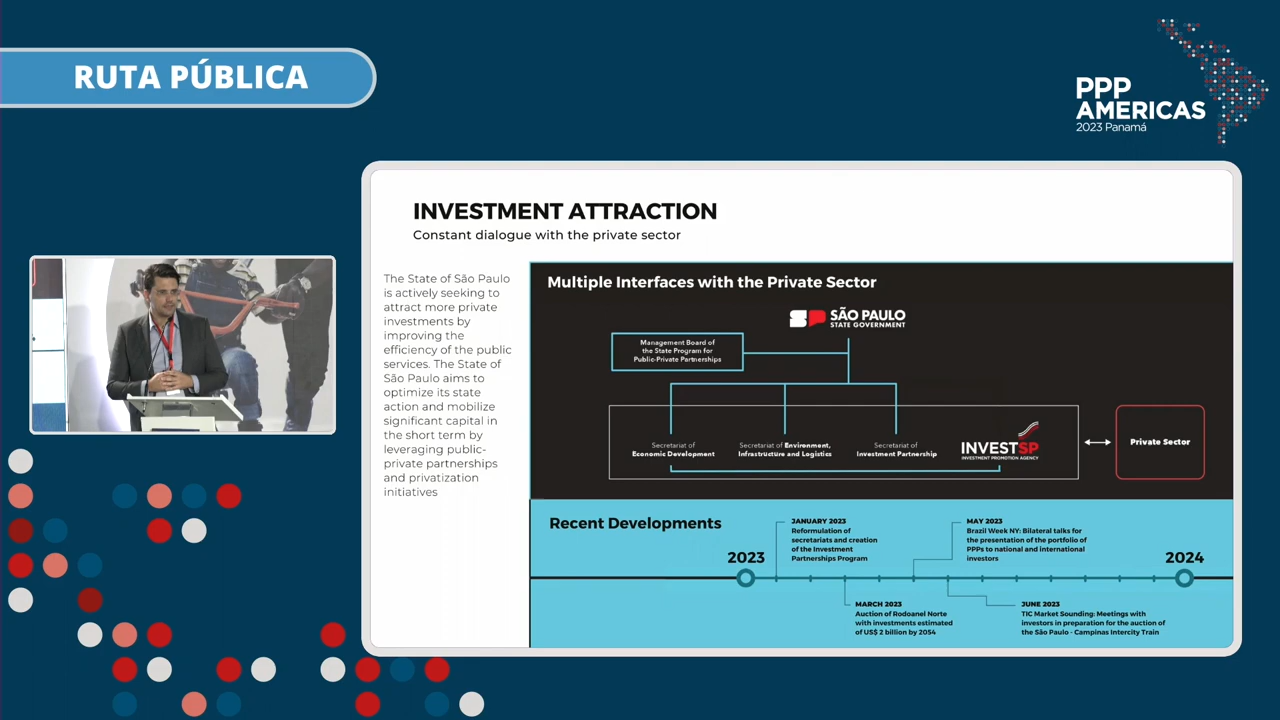 RUTA PÚBLICA
PPP
AMERICAS
2023 Panamá
INVESTMENT ATTRACTION
Constant dialogue with the private sector
The State of São Paulo
is actively seeking to
attract more private
investments by
improving the
efficiency of the public
services. The State of
São Paulo aims to
optimize its state
action and mobilize
significant capital in
the short term by
leveraging public-
private partnerships
and privatization
initiatives
Multiple Interfaces with the Private Sector
SP SÃO PAULO
STATE GOVERNMENT
Management Board of
the State Program for
Public-Private Partnerships
Secretariat of
Economic Development
Secretariat of Environment,
Infrastructure and Logistics
Secretariat of
Investment Partnership
INVESTSP
INVESTMENT PROMOTION AGENCY
Private Sector
Recent Developments
2023
JANUARY 2023
Reformulation of
secretariats and creation
of the Investment
Partnerships Program
MARCH 2023
Auction of Rodoanel Norte
with investments estimated
of US$ 2 billion by 2054
MAY 2023
Brazil Week NY: Bilateral talks for
the presentation of the portfolio of
PPPs to national and international
investors
JUNE 2023
TIC Market Sounding: Meetings with
investors in preparation for the auction of
the São Paulo - Campinas Intercity Train
2024